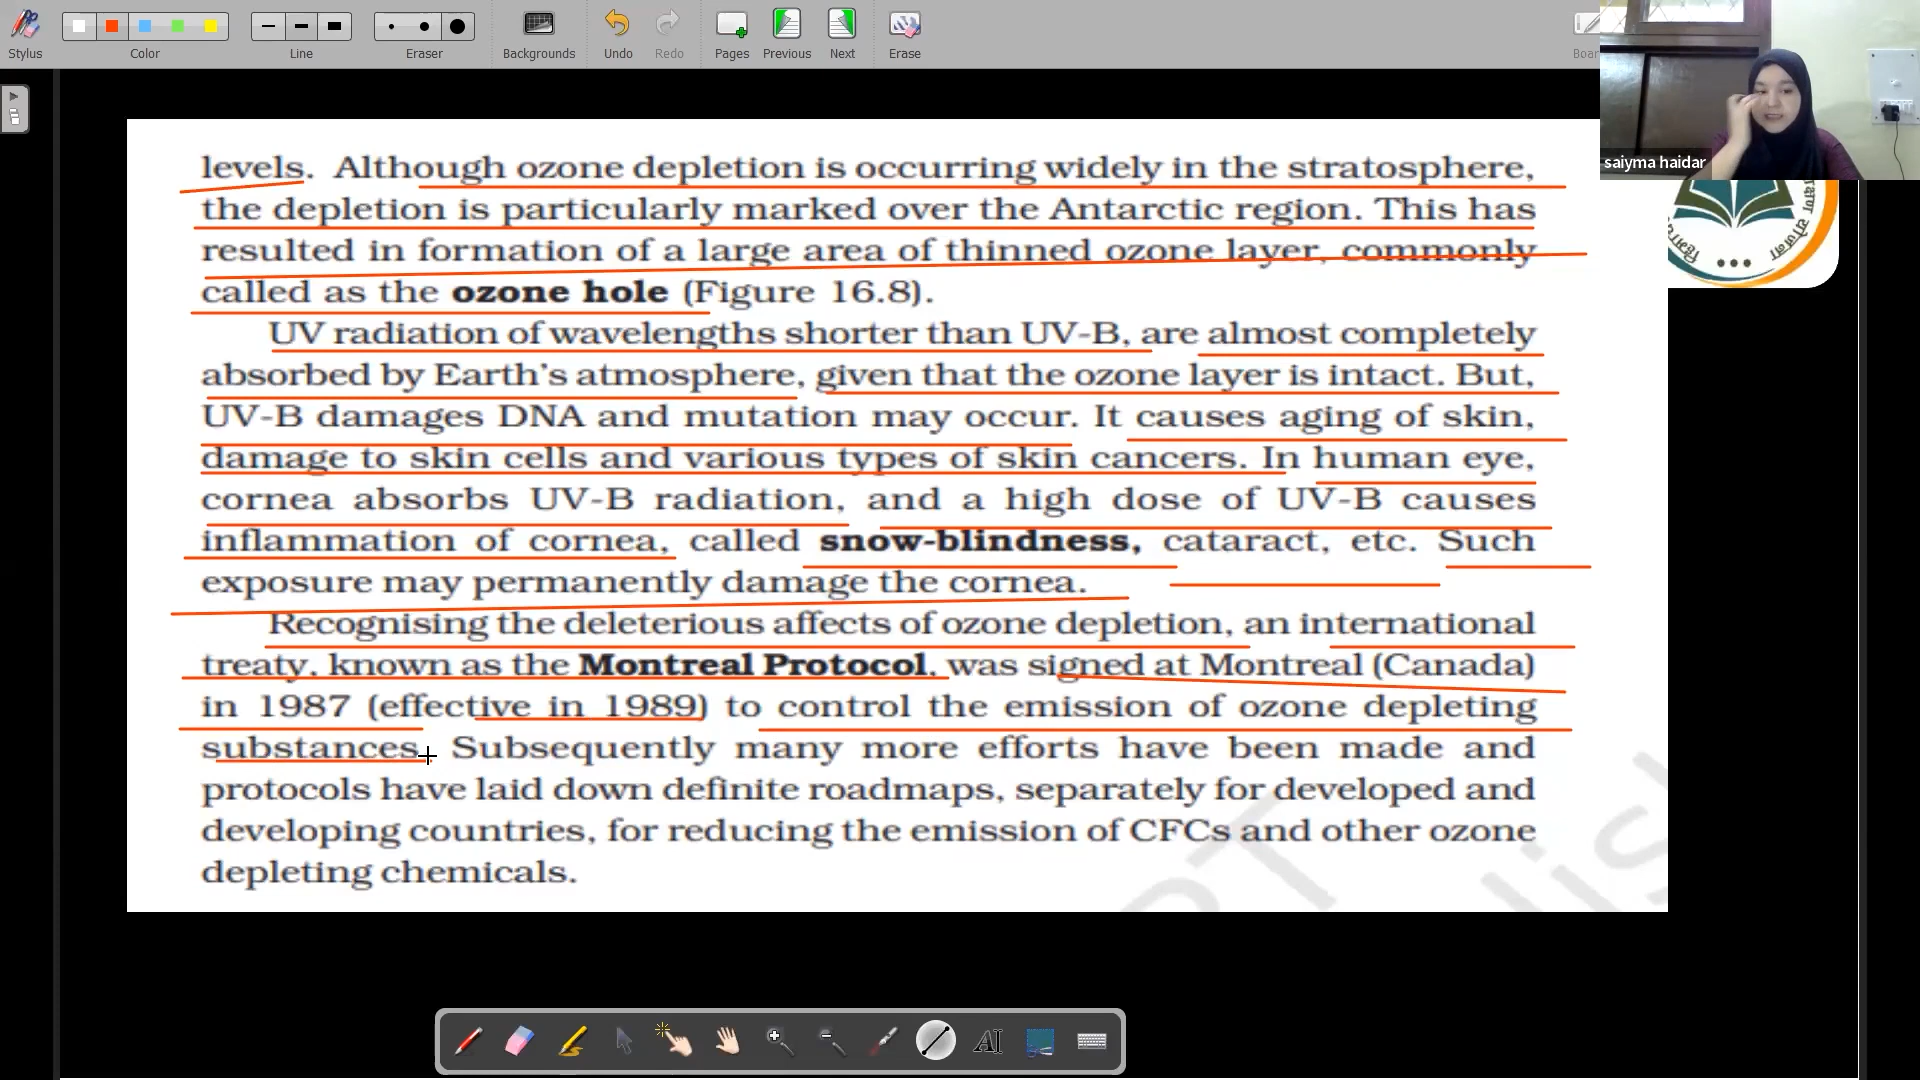 Stylus
Color
Line
Eraser
Backgrounds
Undo
Redo
Pages
Previous
Next
Erase
saiyma haidar
levels. Although ozone depletion is occurring widely in the stratosphere,
the depletion is particularly marked over the Antarctic region. This has
resulted in formation of a large area of thinned ozone layer, commonly
called as the ozone hole (Figure 16.8).
UV radiation of wavelengths shorter than UV-B, are almost completely
absorbed by Earth's atmosphere, given that the ozone layer is intact. But,
UV-B damages DNA and mutation may occur. It causes aging of skin,
damage to skin cells and various types of skin cancers. In human eye,
cornea absorbs UV-B radiation, and a high dose of UV-B causes
inflammation of cornea, called snow-blindness, cataract, etc. Such
exposure may permanently damage the cornea.
Recognising the deleterious affects of ozone depletion, an international
treaty, known as the Montreal Protocol, was signed at Montreal (Canada)
in 1987 (effective in 1989) to control the emission of ozone depleting
substances. Subsequently many more efforts have been made and
protocols have laid down definite roadmaps, separately for developed and
developing countries, for reducing the emission of CFCs and other ozone
depleting chemicals.